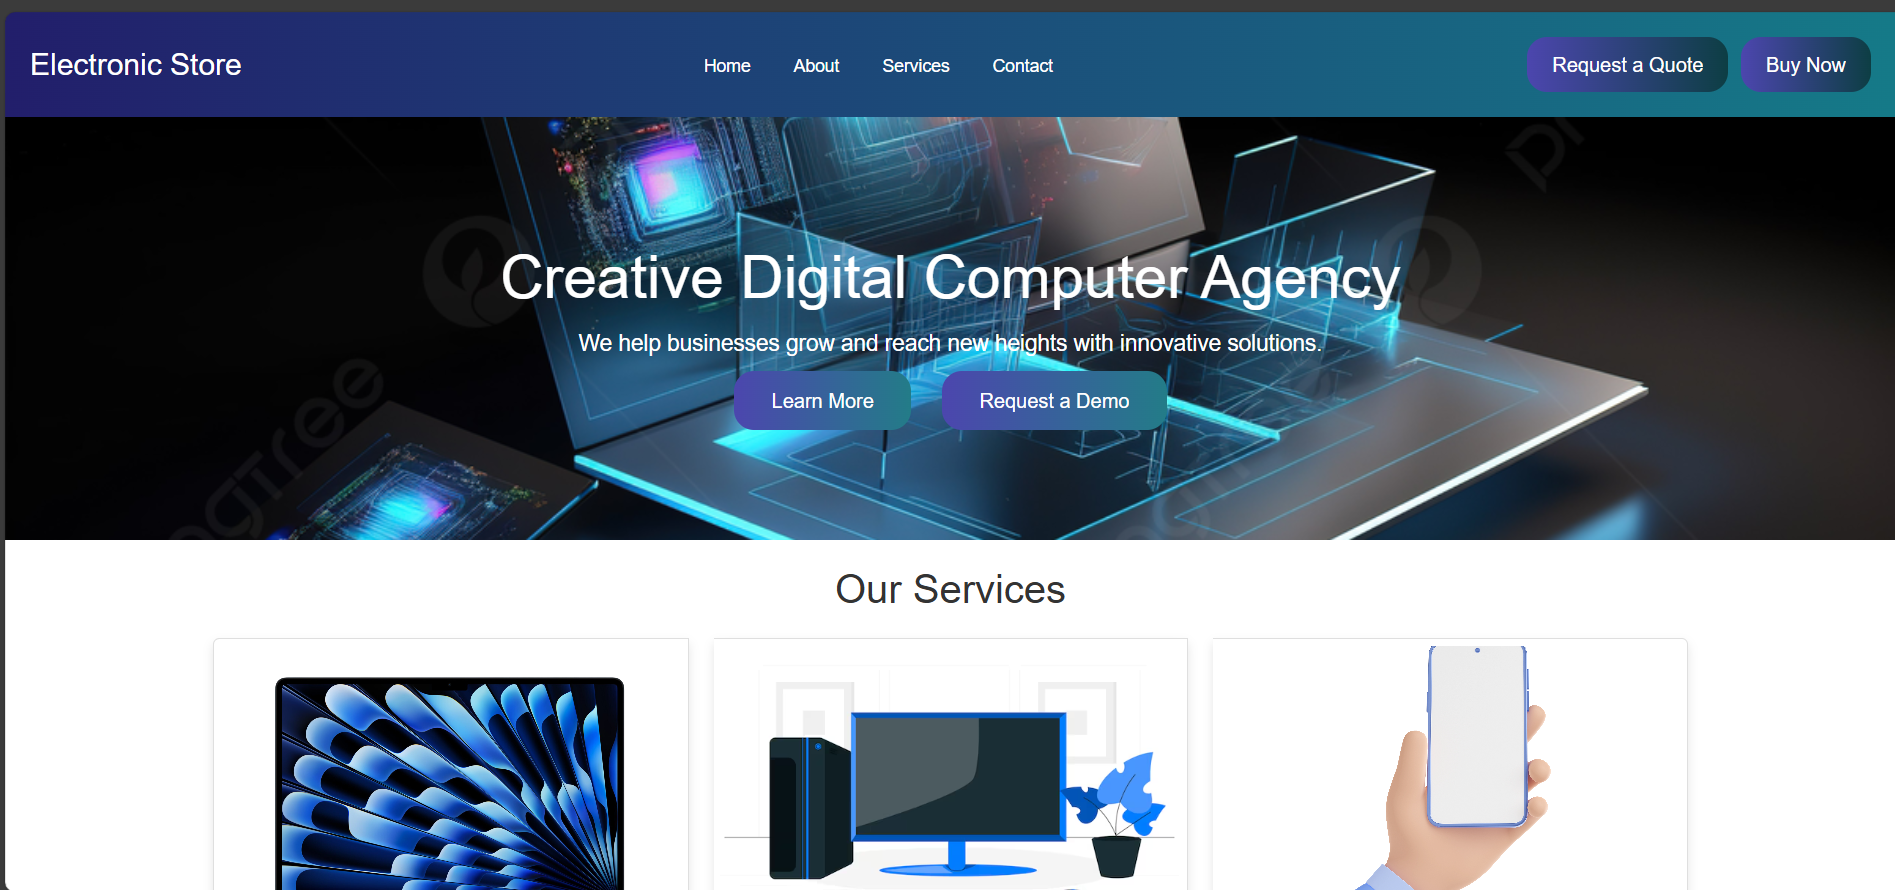 Electronic Store
Home
About
Services
Contact
Request a Quote
Buy Now
Creative Digital Computer Agency
We help businesses grow and reach new heights with innovative solutions.
Learn More
Request a Demo
Our Services